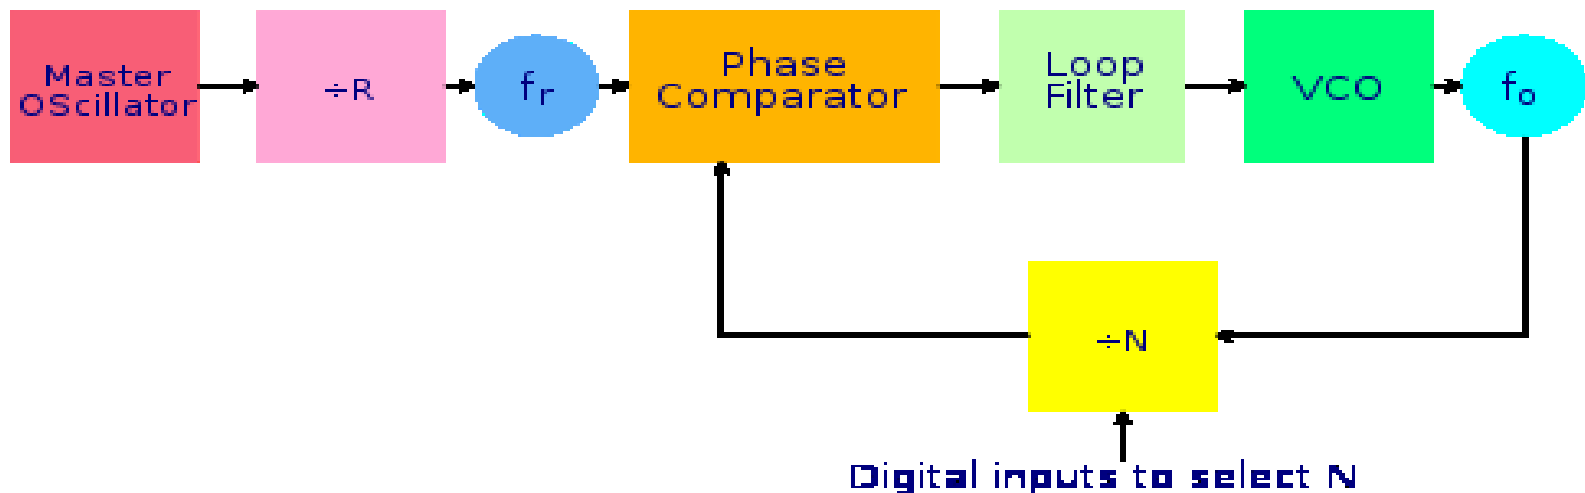 Master
OScillator
÷R
fr
Phase
Comparator
Loop
Filter
VCO
fo
÷N
Digital inputs to select N